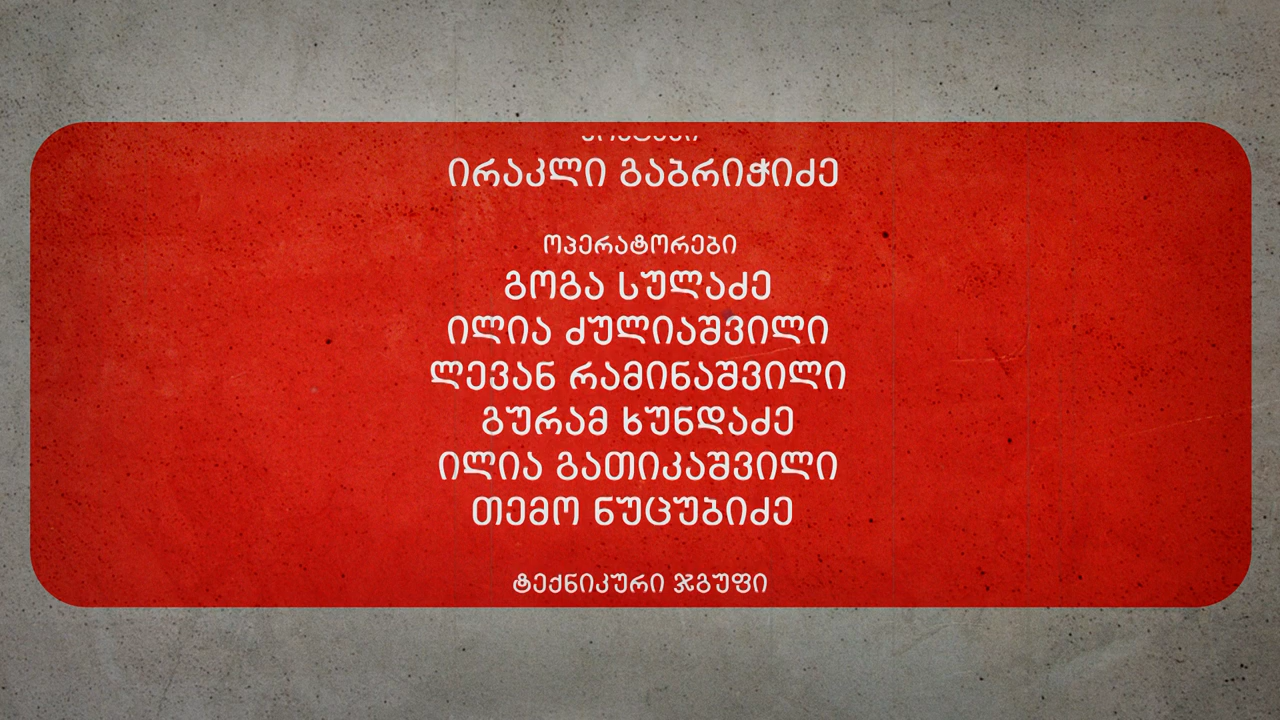 ირაკლი გაბრიჭიძე
ოპერატორები
გოგა სულაძე
ილია ძულიაშვილი
ლევან რამინაშვილი
გურამ ხუნდაძე
ილია გათიკაშვილი
თემო ნუცუბიძე
ტექნიკური ჯგუფი